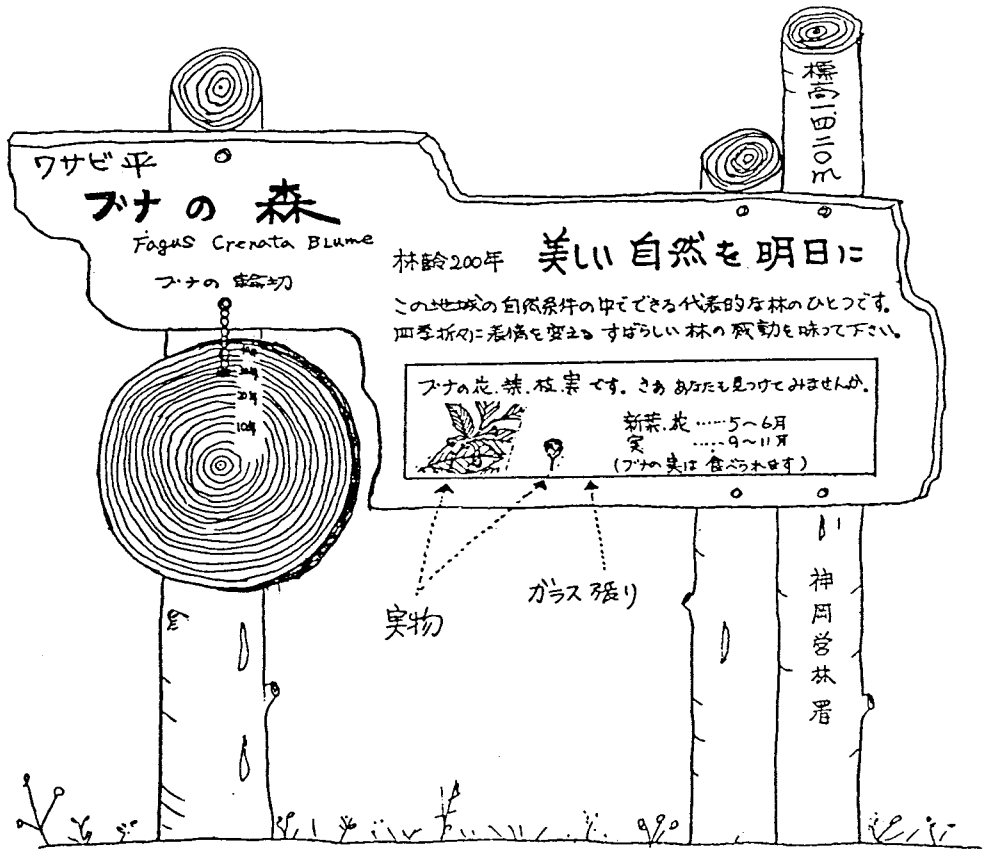 標高一.四二〇m
ワサビ平
ブナの森
Fagus Crenata Blume
ブナの輪切
10年
20年
林齢200年 美しい自然を明日に
この地域の自然条件の中でできる代表的な林のひとつです。
四季折々に表情を変える すばらしい林の感動を味って下さい。
ブナの花.葉.枝.実です。さあ あなたも見つけてみませんか。
新葉.花……5〜6月
実 ……9〜11月
(ブナの実は 食べられます)
実物
ガラス張り
神岡営林署